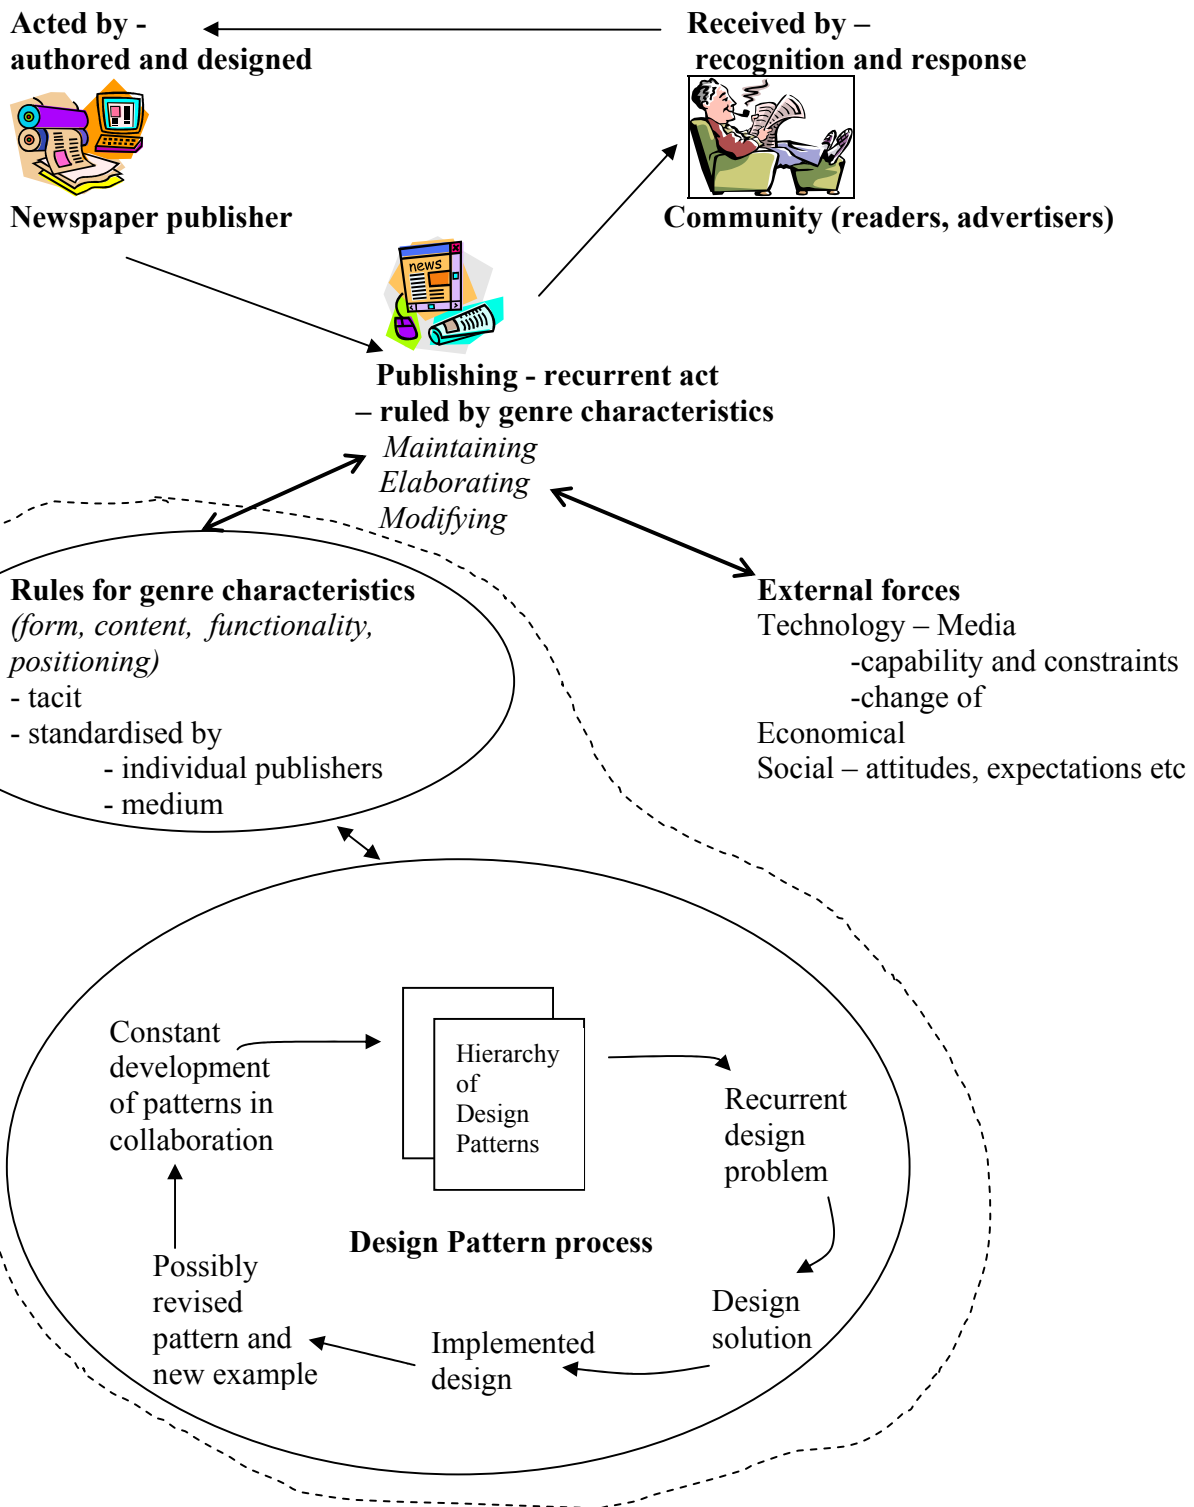 Acted by -
authored and designed
Received by –
recognition and response
Newspaper publisher
Community (readers, advertisers)
news
Publishing - recurrent act
– ruled by genre characteristics
Maintaining
Elaborating
Modifying
Rules for genre characteristics
(form, content, functionality,
positioning)
- tacit
- standardised by
- individual publishers
- medium
External forces
Technology – Media
-capability and constraints
-change of
Economical
Social – attitudes, expectations etc
Constant
development
of patterns in
collaboration
Hierarchy
of
Design
Patterns
Recurrent
design
problem
Design Pattern process
Possibly
revised
pattern and
new example
Implemented
design
Design
solution